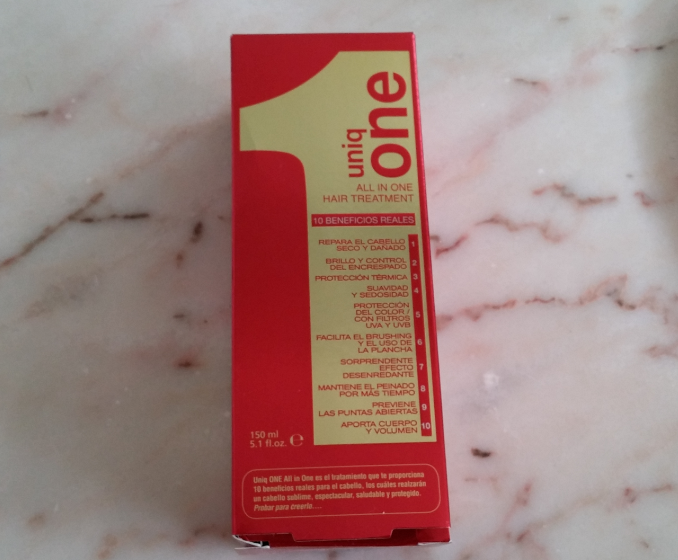 1
uniq
one
ALL IN ONE
HAIR TREATMENT
10 BENEFICIOS REALES
REPARA EL CABELLO
SECO Y DAÑADO 1
BRILLO Y CONTROL
DEL ENCRESPADO 2
PROTECCIÓN TÉRMICA 3
SUAVIDAD
Y SEDOSIDAD 4
PROTECCIÓN
DEL COLOR / 5
CON FILTROS
UVA Y UVB
FACILITA EL BRUSHING
Y EL USO DE 6
LA PLANCHA
SORPRENDENTE
EFECTO 7
DESENREDANTE
MANTIENE EL PEINADO
POR MÁS TIEMPO 8
PREVIENE
LAS PUNTAS ABIERTAS 9
APORTA CUERPO
Y VOLUMEN 10
150 ml
5.1 fl.oz. ℮
Uniq ONE All in One es el tratamiento que le proporciona
10 beneficios reales para el cabello, los cuáles realzarán
un cabello sublime, espectacular, saludable y protegido.
Probar para creerlo....